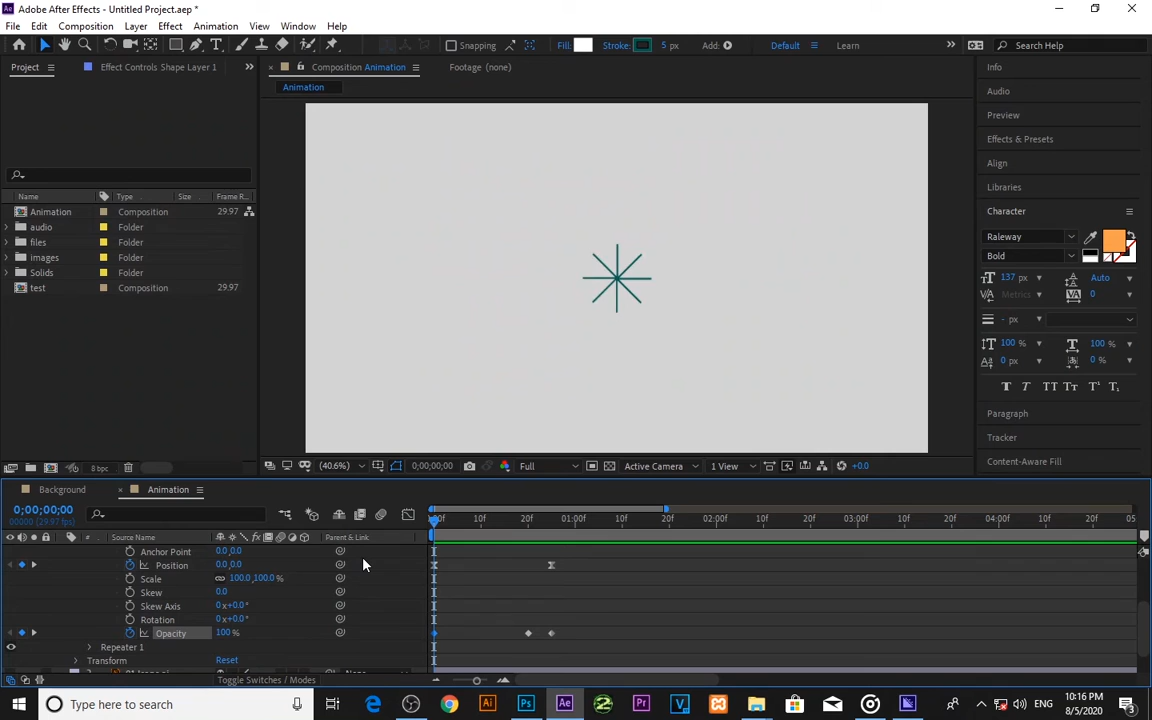 Adobe After Effects - Untitled Project.aep *
File Edit Composition Layer Effect Animation View Window Help
Snapping Fill: Stroke: 5 px Add: Default Learn Search Help
Project Effect Controls Shape Layer 1 Composition Animation Footage (none)
Animation
Name Type Size Frame R...
Animation Composition 29.97
audio Folder
files Folder
images Folder
Solids Folder
test Composition 29.97
8 bpc
(40.6%) 0;00;00;00 Full Active Camera 1 View +0.0
Info
Audio
Preview
Effects & Presets
Align
Libraries
Character
Raleway
Bold
137 px Auto
Metrics 0
- px
100 % 100 %
0 px 0 %
Paragraph
Tracker
Content-Aware Fill
Background Animation
0;00;00;00
00000 (29.97 fps)
10f 20f 01:00f 10f 20f 02:00f 10f 20f 03:00f 10f 20f 04:00f 10f 20f 05
# Source Name Parent & Link
Anchor Point 0.0,0.0
Position 0.0,0.0
Scale 100.0,100.0 %
Skew 0.0
Skew Axis 0 x+0.0°
Rotation 0 x+0.0°
Opacity 100 %
Repeater 1
Transform Reset
Toggle Switches / Modes
Type here to search
ENG
10:16 PM
8/5/2020